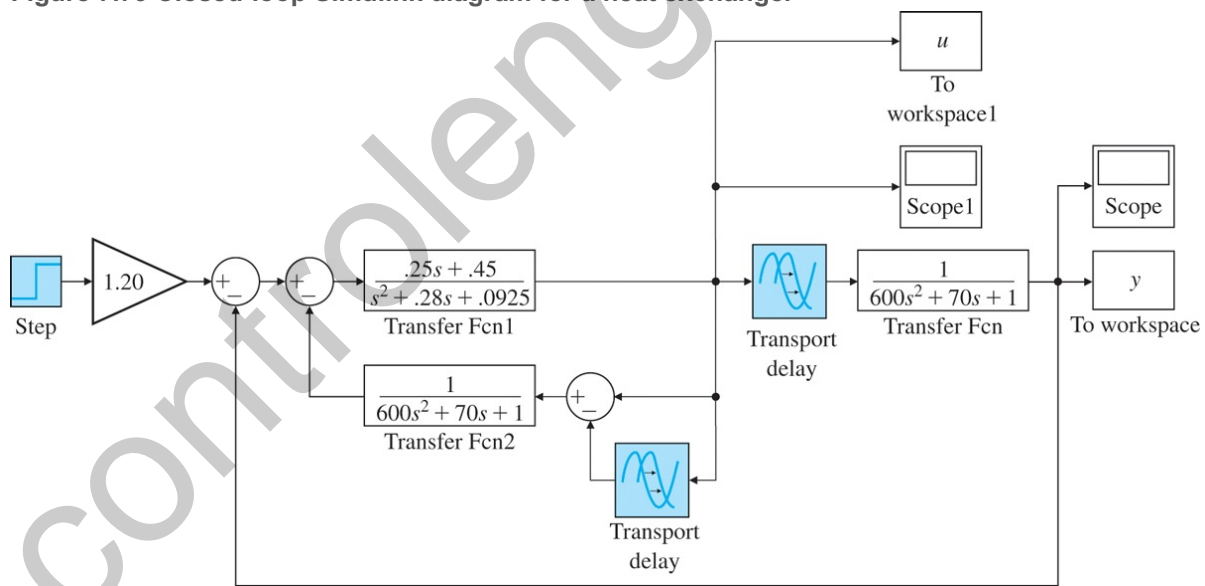 Figure 7.70 Closed-loop Simulink diagram for a heat exchanger
u
To
workspace1
Scope1
Scope
Step
1.20
+
−
+
−
.25s + .45
s² + .28s + .0925
Transfer Fcn1
Transport
delay
1
600s² + 70s + 1
Transfer Fcn
y
To workspace
1
600s² + 70s + 1
Transfer Fcn2
+
−
Transport
delay
controleng